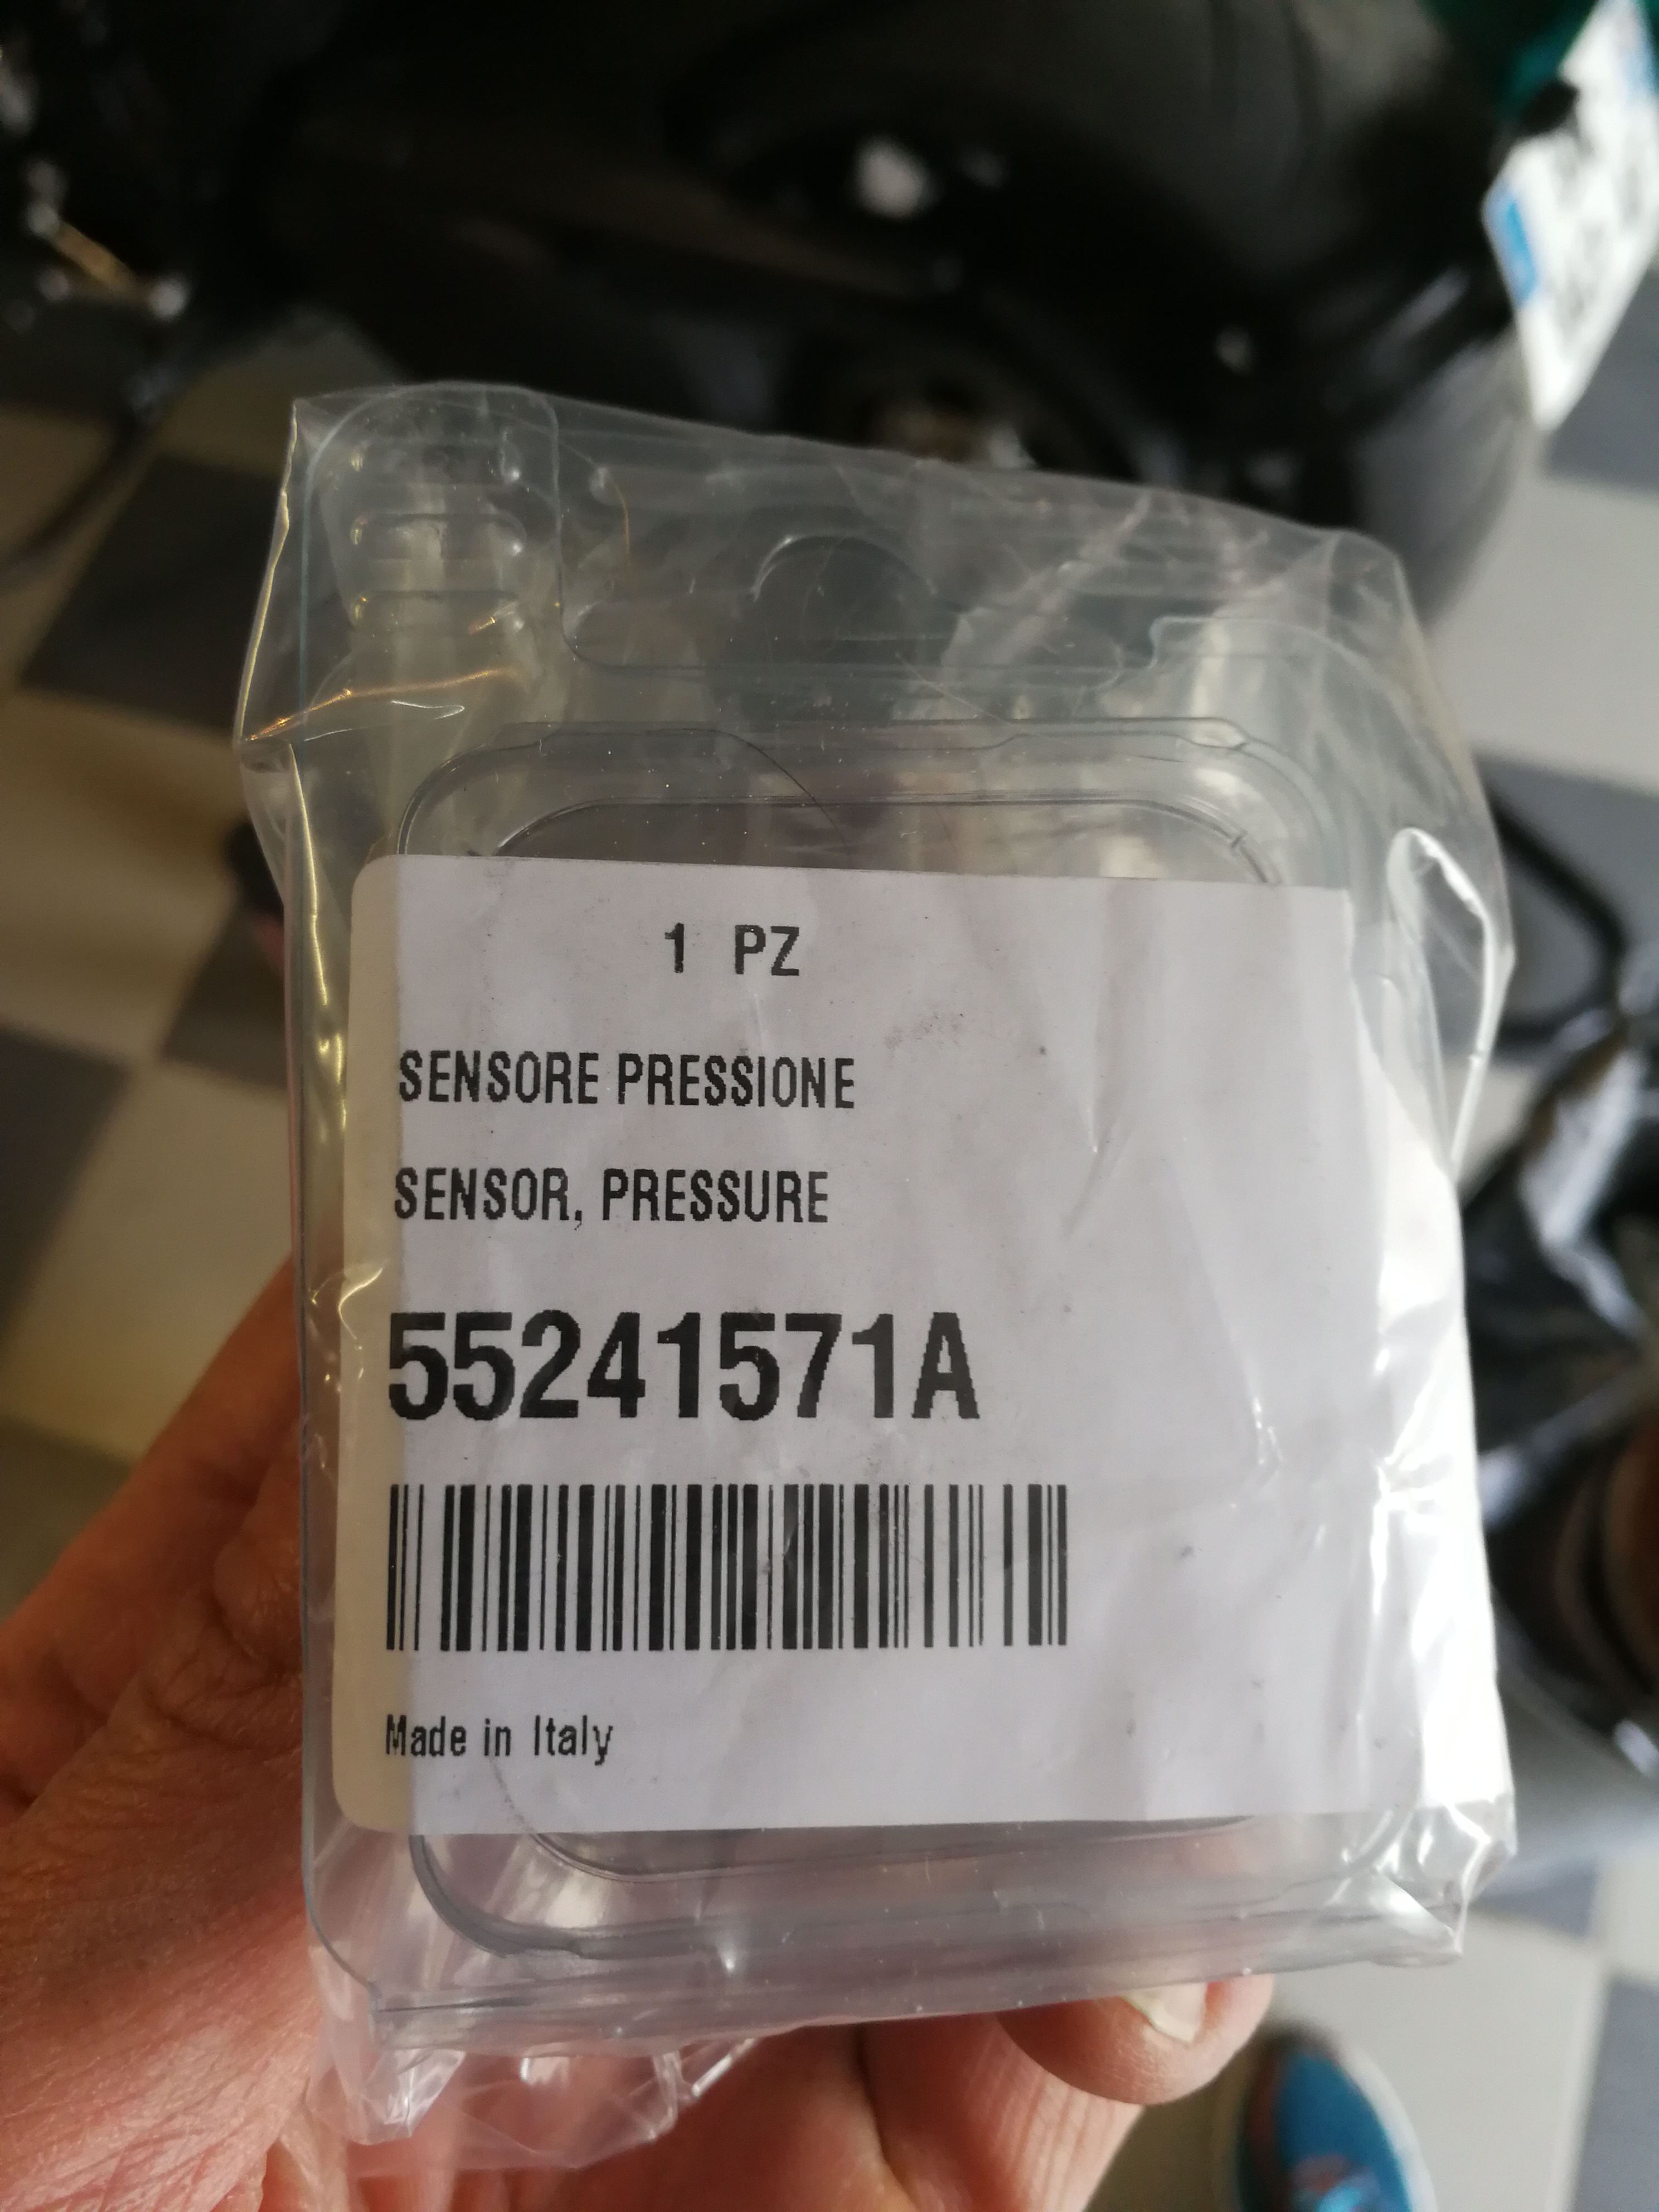 1 PZ
SENSORE PRESSIONE
SENSOR, PRESSURE
55241571A
Made in Italy